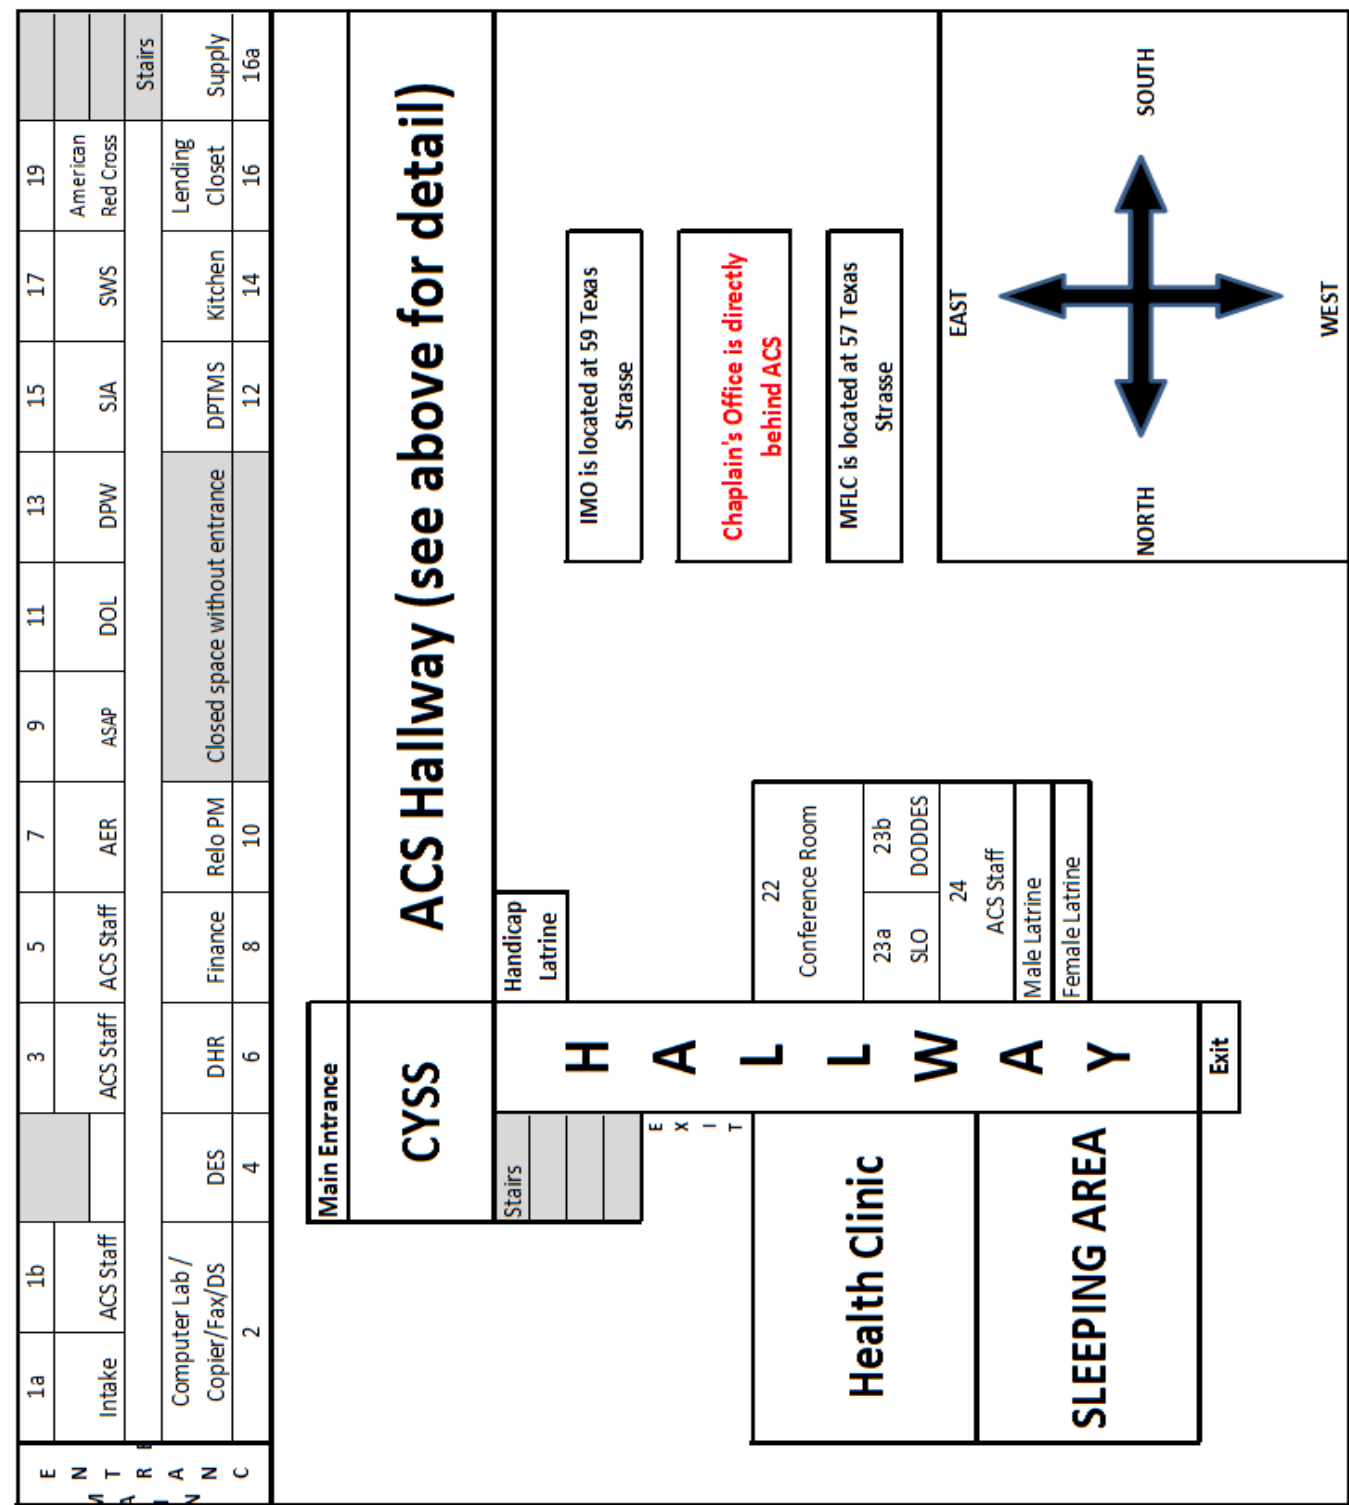 1a 1b 3 5 7 9 11 13 15 17 19
American
Intake ACS Staff ACS Staff ACS Staff AER ASAP DOL DPW SJA SWS Red Cross
Stairs
Computer Lab / Lending
Copier/Fax/DS DES DHR Finance Relo PM Closed space without entrance DPTMS Kitchen Closet Supply
2 4 6 8 10 12 14 16 16a
E
N
T
R
A
N
C
Main Entrance
CYSS
ACS Hallway (see above for detail)
Stairs
Handicap
Latrine
HALLWAY
EXIT
IMO is located at 59 Texas
Strasse
Chaplain's Office is directly
behind ACS
MFLC is located at 57 Texas
Strasse
22
Conference Room
23a 23b
SLO DODDES
24
ACS Staff
Male Latrine
Female Latrine
Health Clinic
SLEEPING AREA
Exit
EAST
NORTH
SOUTH
WEST